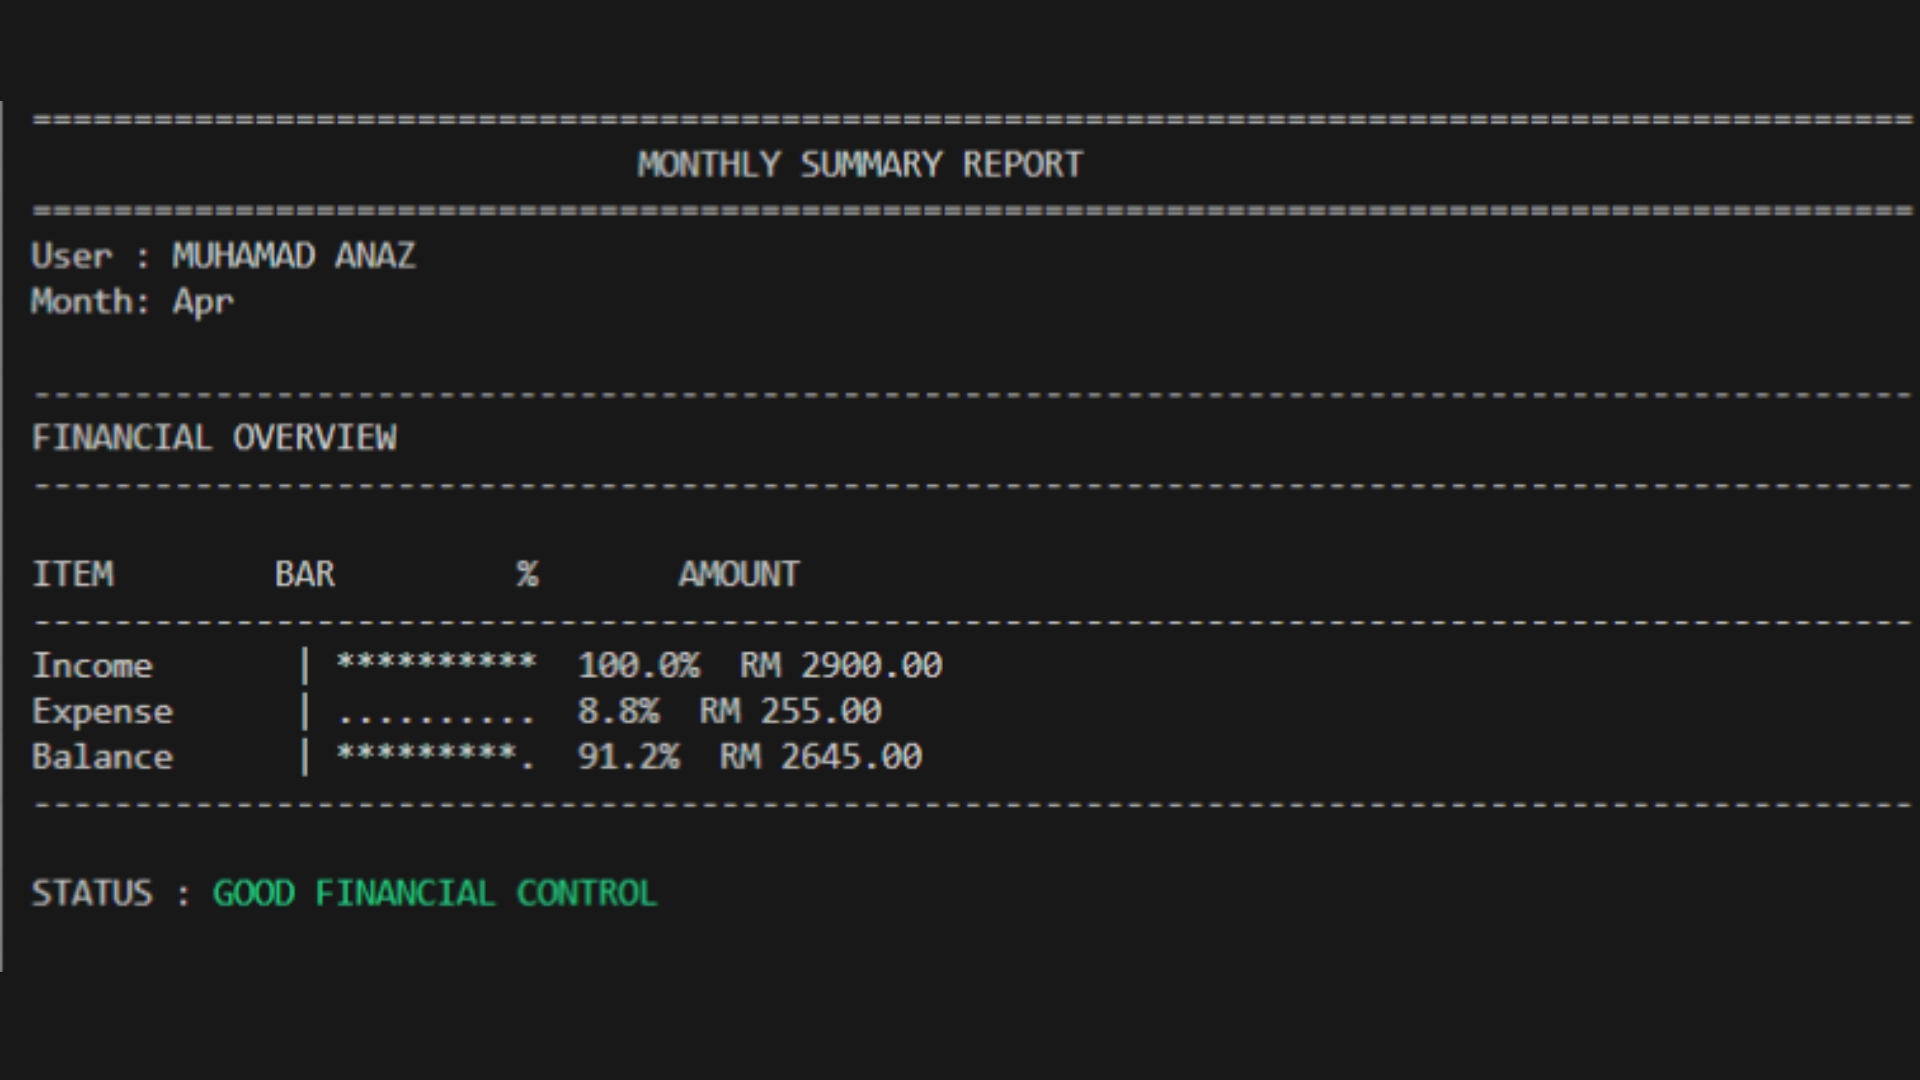 =============================================================================================
MONTHLY SUMMARY REPORT
=============================================================================================
User : MUHAMAD ANAZ
Month: Apr
---------------------------------------------------------------------------------------------
FINANCIAL OVERVIEW
---------------------------------------------------------------------------------------------
ITEM        BAR         %       AMOUNT
---------------------------------------------------------------------------------------------
Income       | **********  100.0%  RM 2900.00
Expense      | ..........  8.8%  RM 255.00
Balance      | *********.  91.2%  RM 2645.00
---------------------------------------------------------------------------------------------
STATUS : GOOD FINANCIAL CONTROL